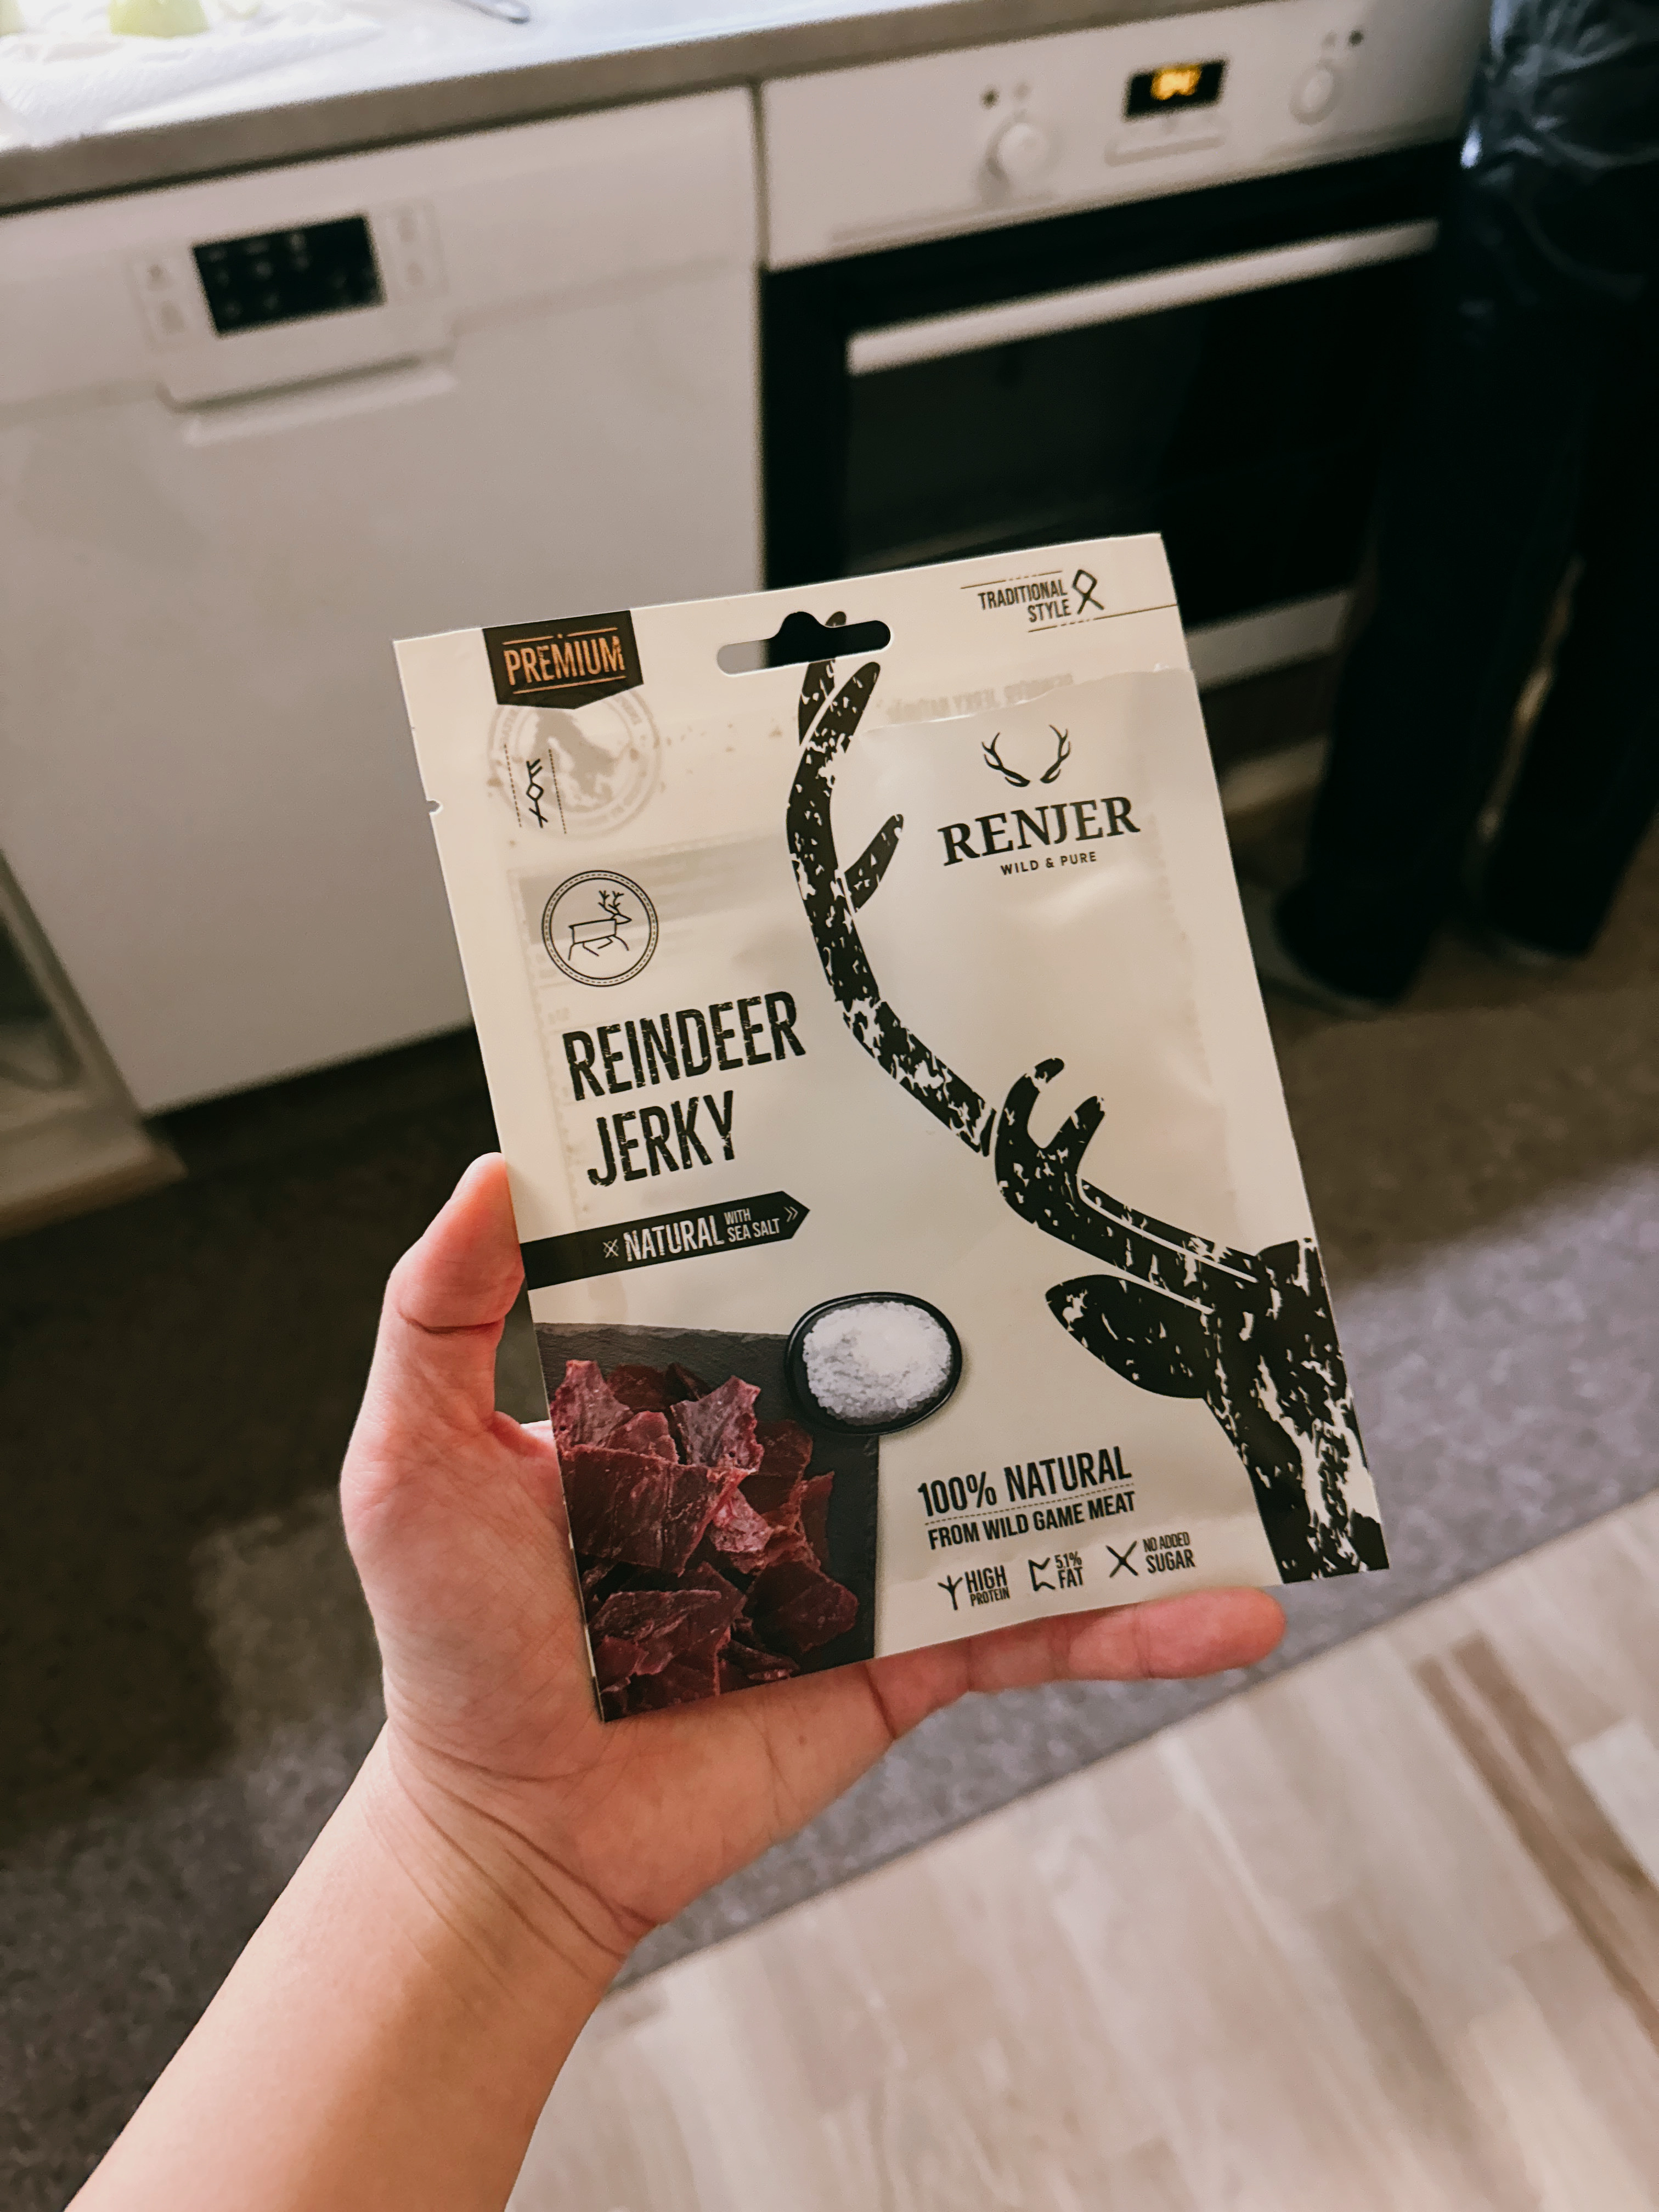 PREMIUM
TRADITIONAL
STYLE
RENJER
WILD & PURE
REINDEER
JERKY
NATURAL WITH
SEA SALT
100% NATURAL
FROM WILD GAME MEAT
HIGH
PROTEIN
5.1%
FAT
NO ADDED
SUGAR